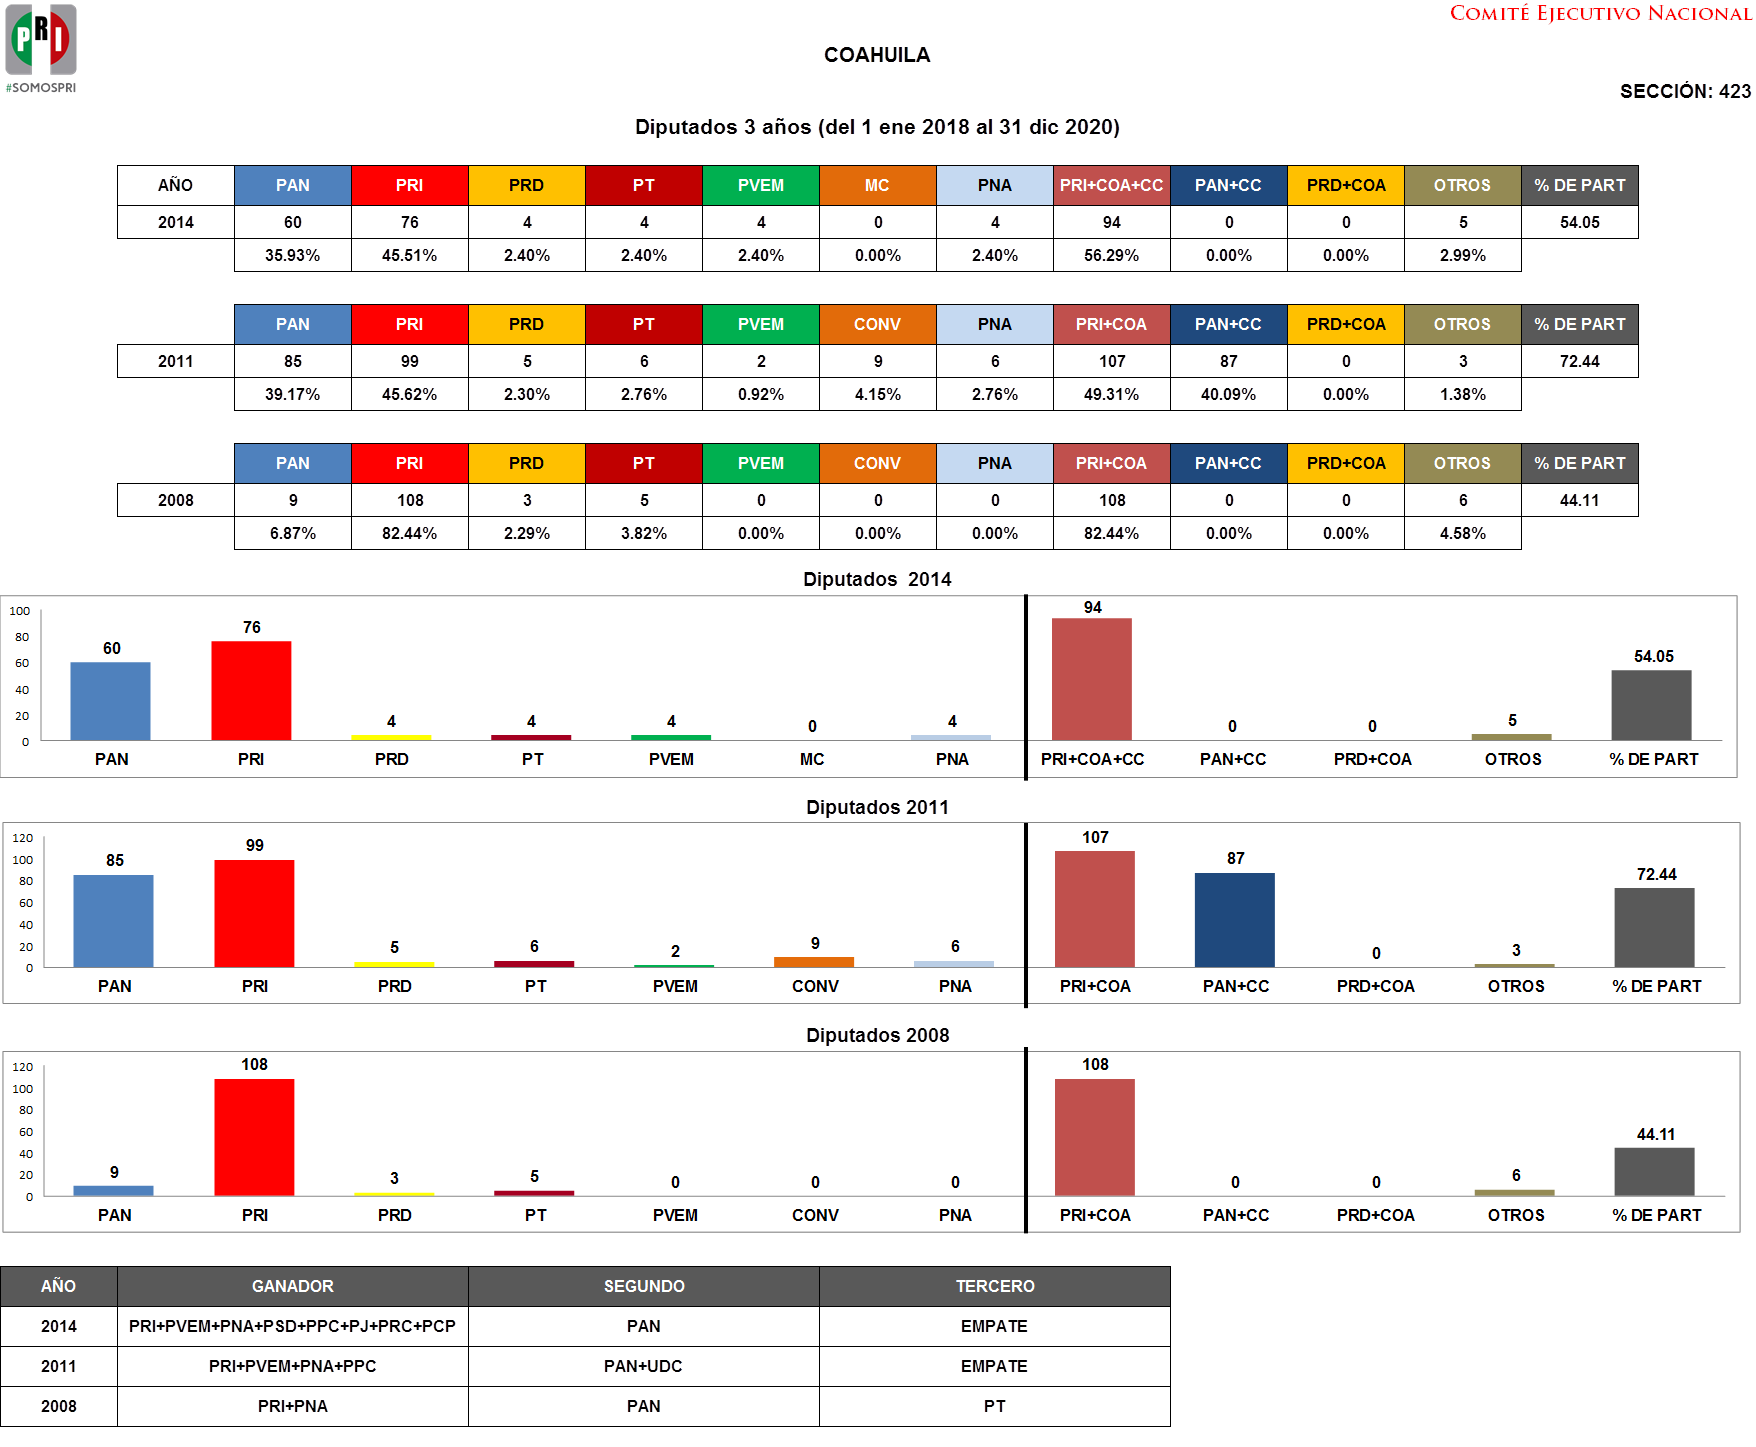 PRI
#SOMOSPRI
COMITÉ EJECUTIVO NACIONAL
COAHUILA
SECCIÓN: 423
Diputados 3 años (del 1 ene 2018 al 31 dic 2020)
AÑO PAN PRI PRD PT PVEM MC PNA PRI+COA+CC PAN+CC PRD+COA OTROS % DE PART
2014 60 76 4 4 4 0 4 94 0 0 5 54.05
35.93% 45.51% 2.40% 2.40% 2.40% 0.00% 2.40% 56.29% 0.00% 0.00% 2.99%
PAN PRI PRD PT PVEM CONV PNA PRI+COA PAN+CC PRD+COA OTROS % DE PART
2011 85 99 5 6 2 9 6 107 87 0 3 72.44
39.17% 45.62% 2.30% 2.76% 0.92% 4.15% 2.76% 49.31% 40.09% 0.00% 1.38%
PAN PRI PRD PT PVEM CONV PNA PRI+COA PAN+CC PRD+COA OTROS % DE PART
2008 9 108 3 5 0 0 0 108 0 0 6 44.11
6.87% 82.44% 2.29% 3.82% 0.00% 0.00% 0.00% 82.44% 0.00% 0.00% 4.58%
Diputados 2014
100
80
60
40
20
0
60 76 4 4 4 0 4 94 0 0 5 54.05
PAN PRI PRD PT PVEM MC PNA PRI+COA+CC PAN+CC PRD+COA OTROS % DE PART
Diputados 2011
120
100
80
60
40
20
0
85 99 5 6 2 9 6 107 87 0 3 72.44
PAN PRI PRD PT PVEM CONV PNA PRI+COA PAN+CC PRD+COA OTROS % DE PART
Diputados 2008
120
100
80
60
40
20
0
9 108 3 5 0 0 0 108 0 0 6 44.11
PAN PRI PRD PT PVEM CONV PNA PRI+COA PAN+CC PRD+COA OTROS % DE PART
AÑO GANADOR SEGUNDO TERCERO
2014 PRI+PVEM+PNA+PSD+PPC+PJ+PRC+PCP PAN EMPATE
2011 PRI+PVEM+PNA+PPC PAN+UDC EMPATE
2008 PRI+PNA PAN PT